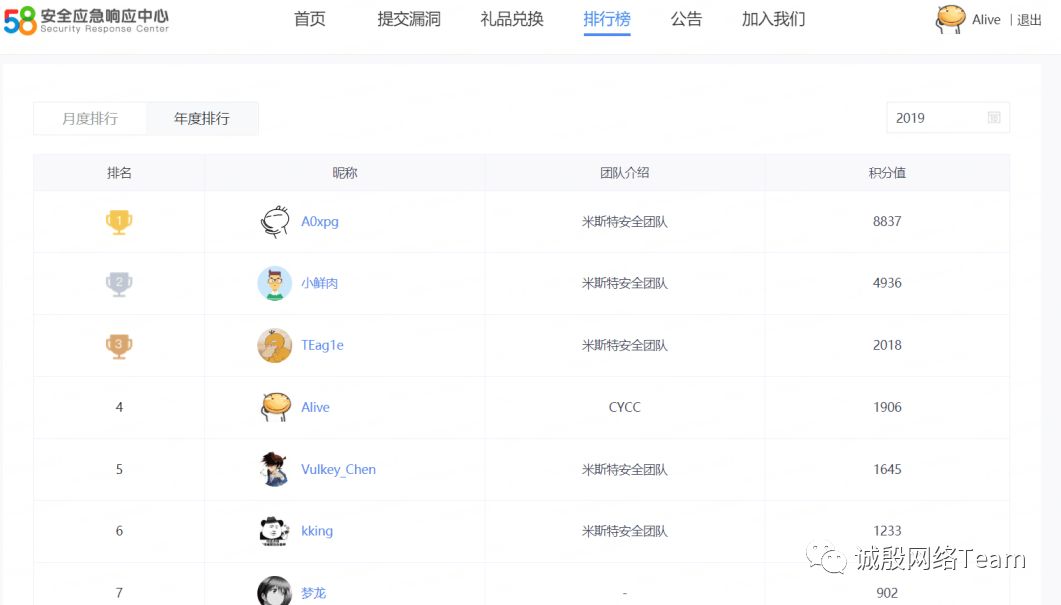 58 安全应急响应中心
Security Response Center
首页 提交漏洞 礼品兑换 排行榜 公告 加入我们 Alive | 退出
月度排行 年度排行 2019
排名 昵称 团队介绍 积分值
1 A0xpg 米斯特安全团队 8837
2 小鲜肉 米斯特安全团队 4936
3 TEag1e 米斯特安全团队 2018
4 Alive CYCC 1906
5 Vulkey_Chen 米斯特安全团队 1645
6 kking 米斯特安全团队 1233
7 梦龙 - 902
诚殷网络Team